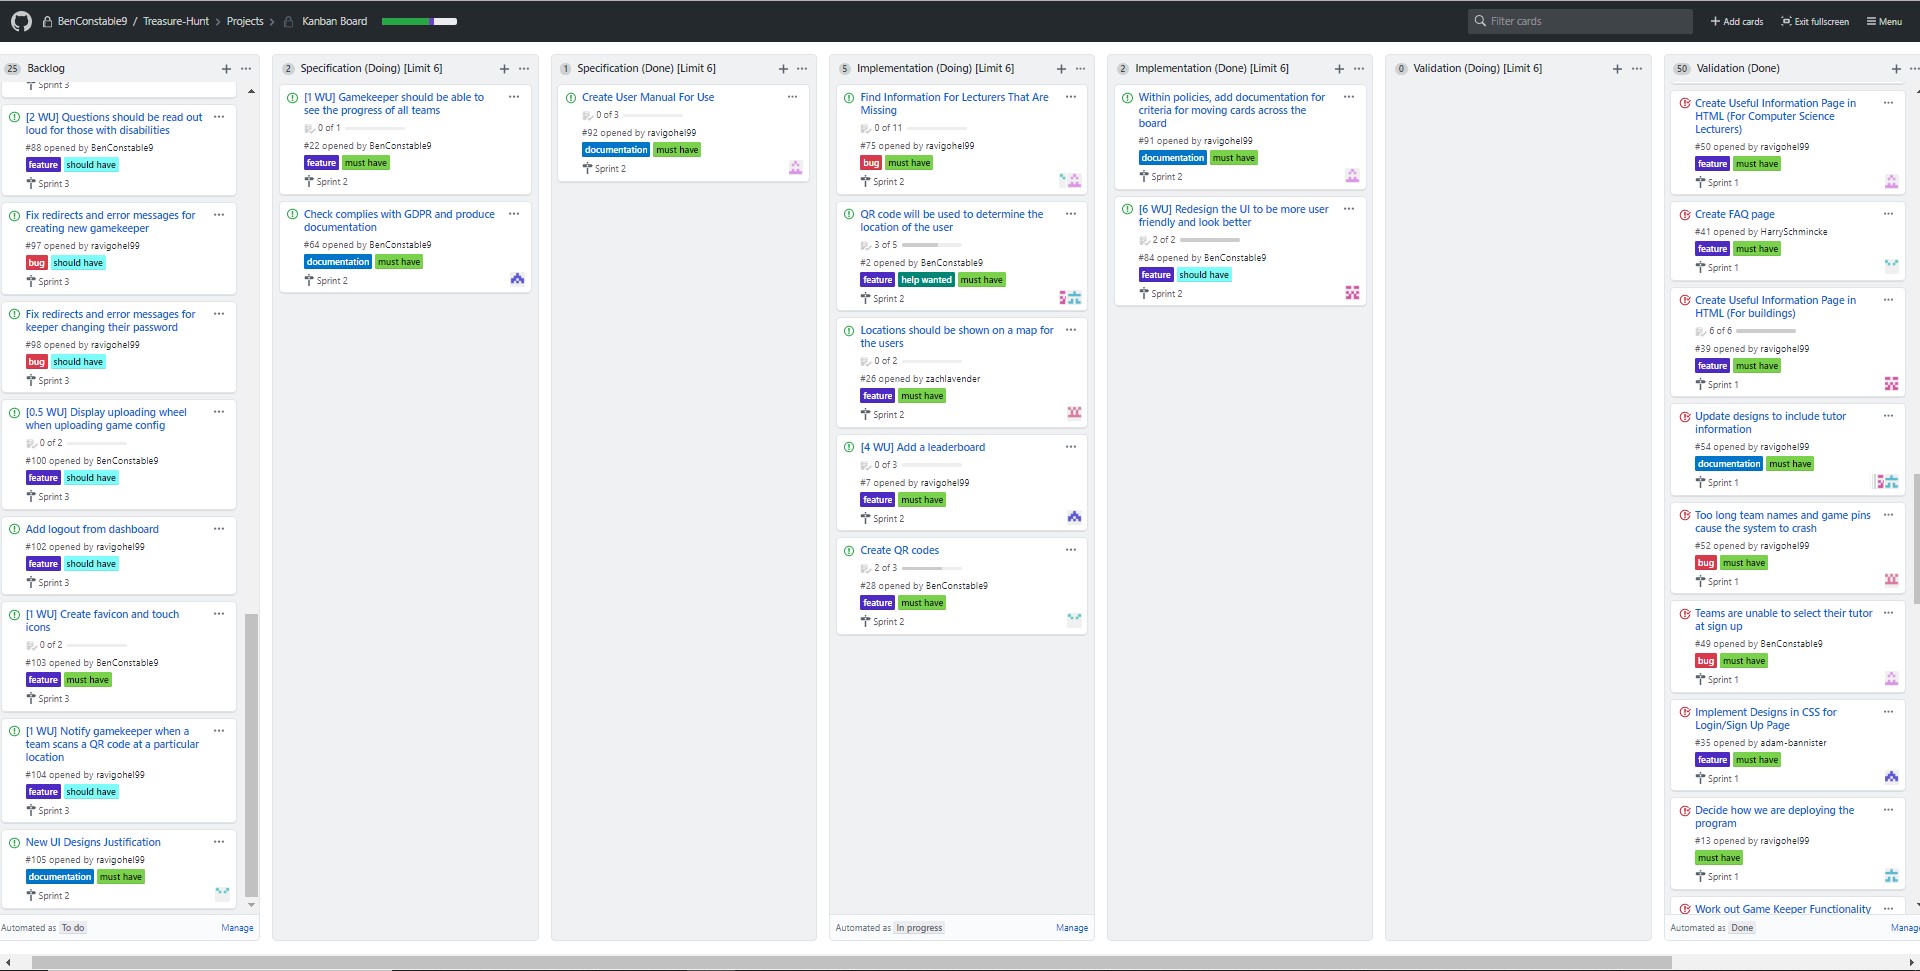 BenConstable9 / Treasure-Hunt > Projects > Kanban Board
Filter cards
+ Add cards
Exit fullscreen
Menu
25 Backlog
Sprint 3
[2 WU] Questions should be read out
loud for those with disabilities
#88 opened by BenConstable9
feature should have
Sprint 3
Fix redirects and error messages for
creating new gamekeeper
#97 opened by ravigohel99
bug should have
Sprint 3
Fix redirects and error messages for
keeper changing their password
#98 opened by ravigohel99
bug should have
Sprint 3
[0.5 WU] Display uploading wheel
when uploading game config
0 of 2
#100 opened by BenConstable9
feature should have
Sprint 3
Add logout from dashboard
#102 opened by ravigohel99
feature should have
Sprint 3
[1 WU] Create favicon and touch
icons
0 of 2
#103 opened by BenConstable9
feature must have
Sprint 3
[1 WU] Notify gamekeeper when a
team scans a QR code at a particular
location
#104 opened by ravigohel99
feature should have
Sprint 3
New UI Designs Justification
#105 opened by ravigohel99
documentation must have
Sprint 2
Automated as To do
Manage
2 Specification (Doing) [Limit 6]
[1 WU] Gamekeeper should be able to
see the progress of all teams
0 of 1
#22 opened by BenConstable9
feature must have
Sprint 2
Check complies with GDPR and produce
documentation
#64 opened by BenConstable9
documentation must have
Sprint 2
1 Specification (Done) [Limit 6]
Create User Manual For Use
0 of 3
#92 opened by ravigohel99
documentation must have
Sprint 2
5 Implementation (Doing) [Limit 6]
Find Information For Lecturers That Are
Missing
0 of 11
#75 opened by ravigohel99
bug must have
Sprint 2
QR code will be used to determine the
location of the user
3 of 5
#2 opened by BenConstable9
feature help wanted must have
Sprint 2
Locations should be shown on a map for
the users
0 of 2
#26 opened by zachlavender
feature must have
Sprint 2
[4 WU] Add a leaderboard
0 of 3
#7 opened by ravigohel99
feature must have
Sprint 2
Create QR codes
2 of 3
#28 opened by BenConstable9
feature must have
Sprint 2
Automated as In progress
Manage
2 Implementation (Done) [Limit 6]
Within policies, add documentation for
criteria for moving cards across the
board
#91 opened by ravigohel99
documentation must have
Sprint 2
[6 WU] Redesign the UI to be more user
friendly and look better
2 of 2
#84 opened by BenConstable9
feature should have
Sprint 2
0 Validation (Doing) [Limit 6]
50 Validation (Done)
Create Useful Information Page in
HTML (For Computer Science
Lecturers)
#50 opened by ravigohel99
feature must have
Sprint 1
Create FAQ page
#41 opened by HarrySchmincke
feature must have
Sprint 1
Create Useful Information Page in
HTML (For buildings)
6 of 6
#39 opened by ravigohel99
feature must have
Sprint 1
Update designs to include tutor
information
#54 opened by ravigohel99
documentation must have
Sprint 1
Too long team names and game pins
cause the system to crash
#52 opened by ravigohel99
bug must have
Sprint 1
Teams are unable to select their tutor
at sign up
#49 opened by BenConstable9
bug must have
Sprint 1
Implement Designs in CSS for
Login/Sign Up Page
#35 opened by adam-bannister
feature must have
Sprint 1
Decide how we are deploying the
program
#13 opened by ravigohel99
must have
Sprint 1
Work out Game Keeper Functionality
Automated as Done
Manage